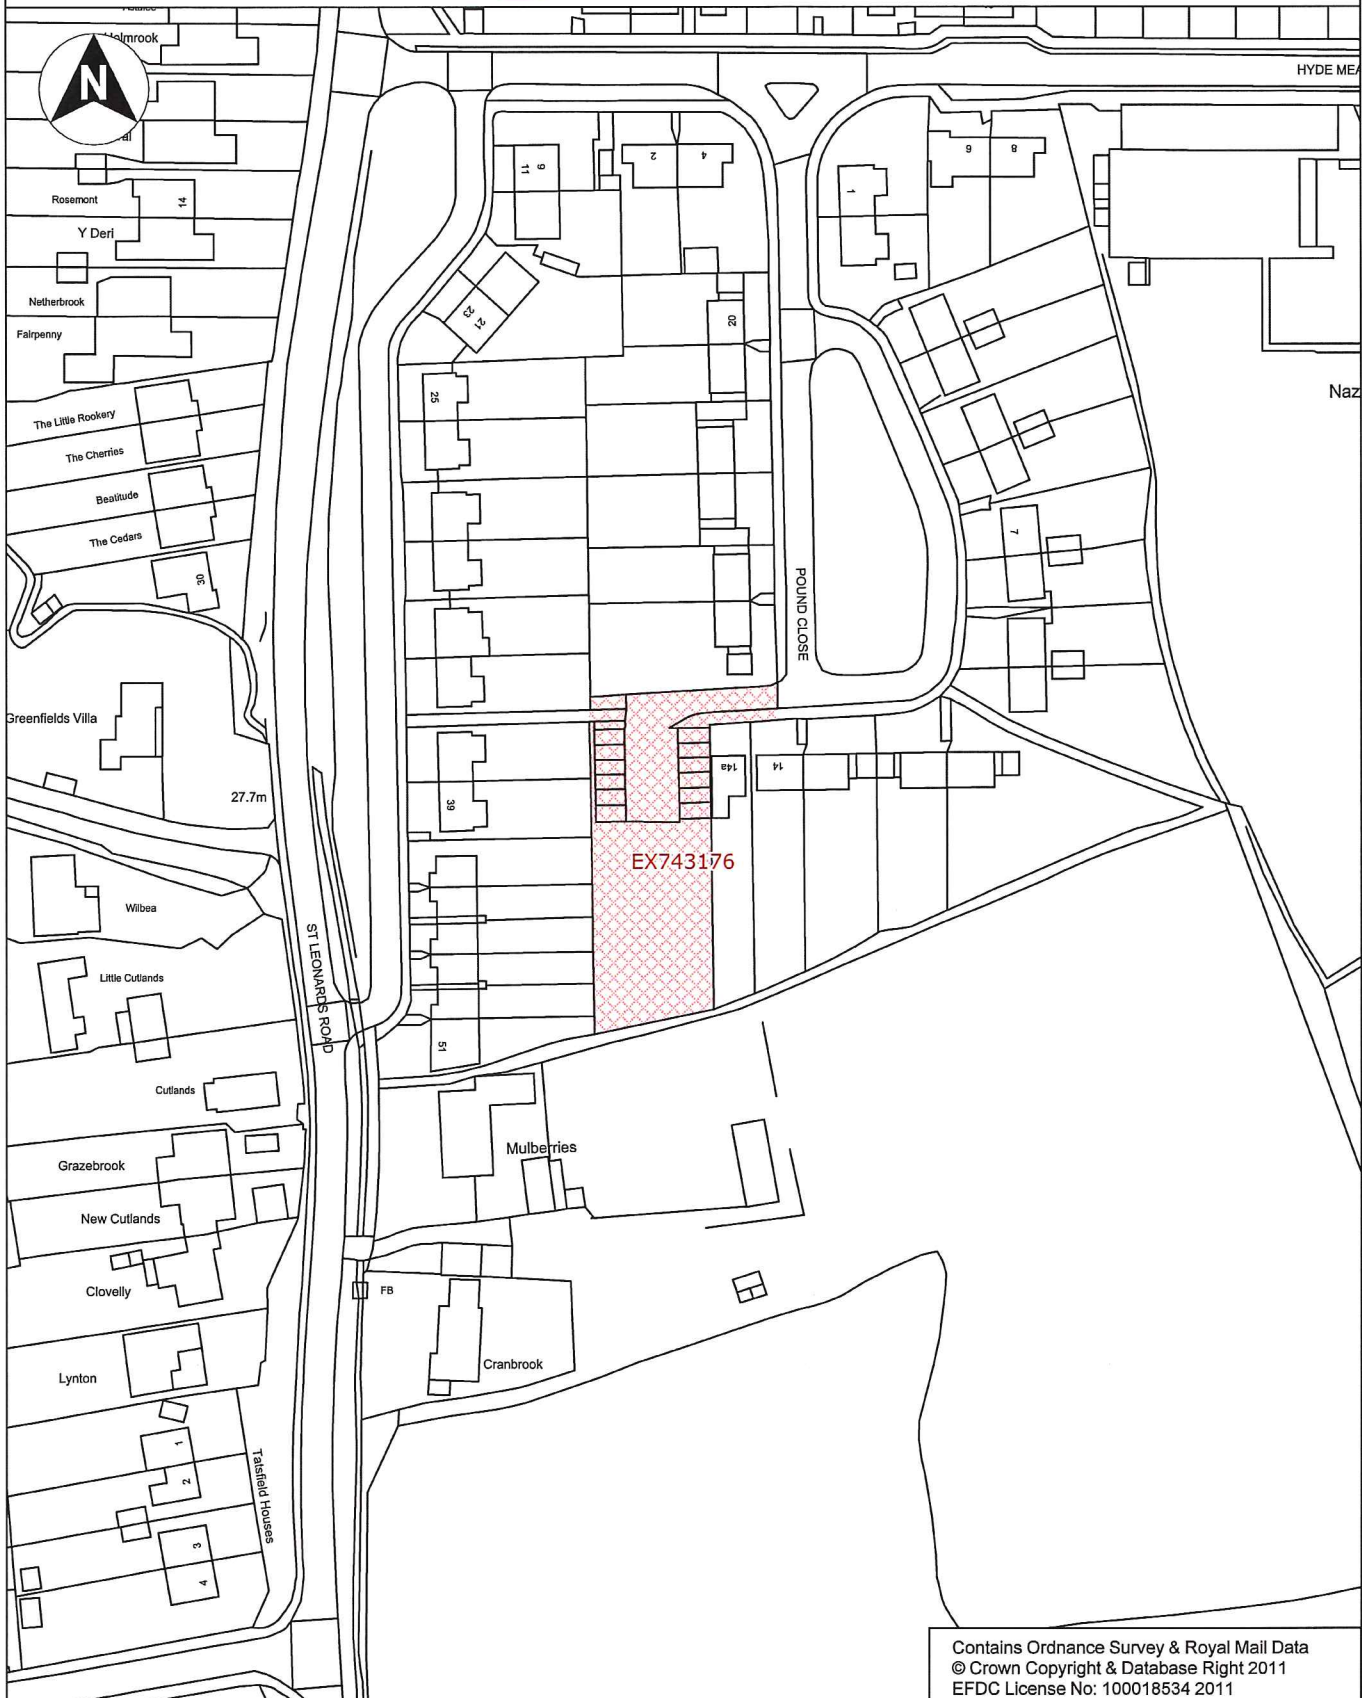 Holmrook
N
HYDE MEA
Rosemont
14
Y Deri
Netherbrook
Fairpenny
11
9
2
4
1
6
8
23
21
20
25
Naz
The Little Rookery
The Cherries
Beatitude
The Cedars
30
7
POUND CLOSE
Greenfields Villa
27.7m
39
14a
14
EX743176
Wilbea
Little Cutlands
ST LEONARDS ROAD
51
Cutlands
Grazebrook
Mulberries
New Cutlands
Clovelly
FB
Cranbrook
Lynton
1
2
Tatsfield Houses
3
4
Contains Ordnance Survey & Royal Mail Data
© Crown Copyright & Database Right 2011
EFDC License No: 100018534 2011